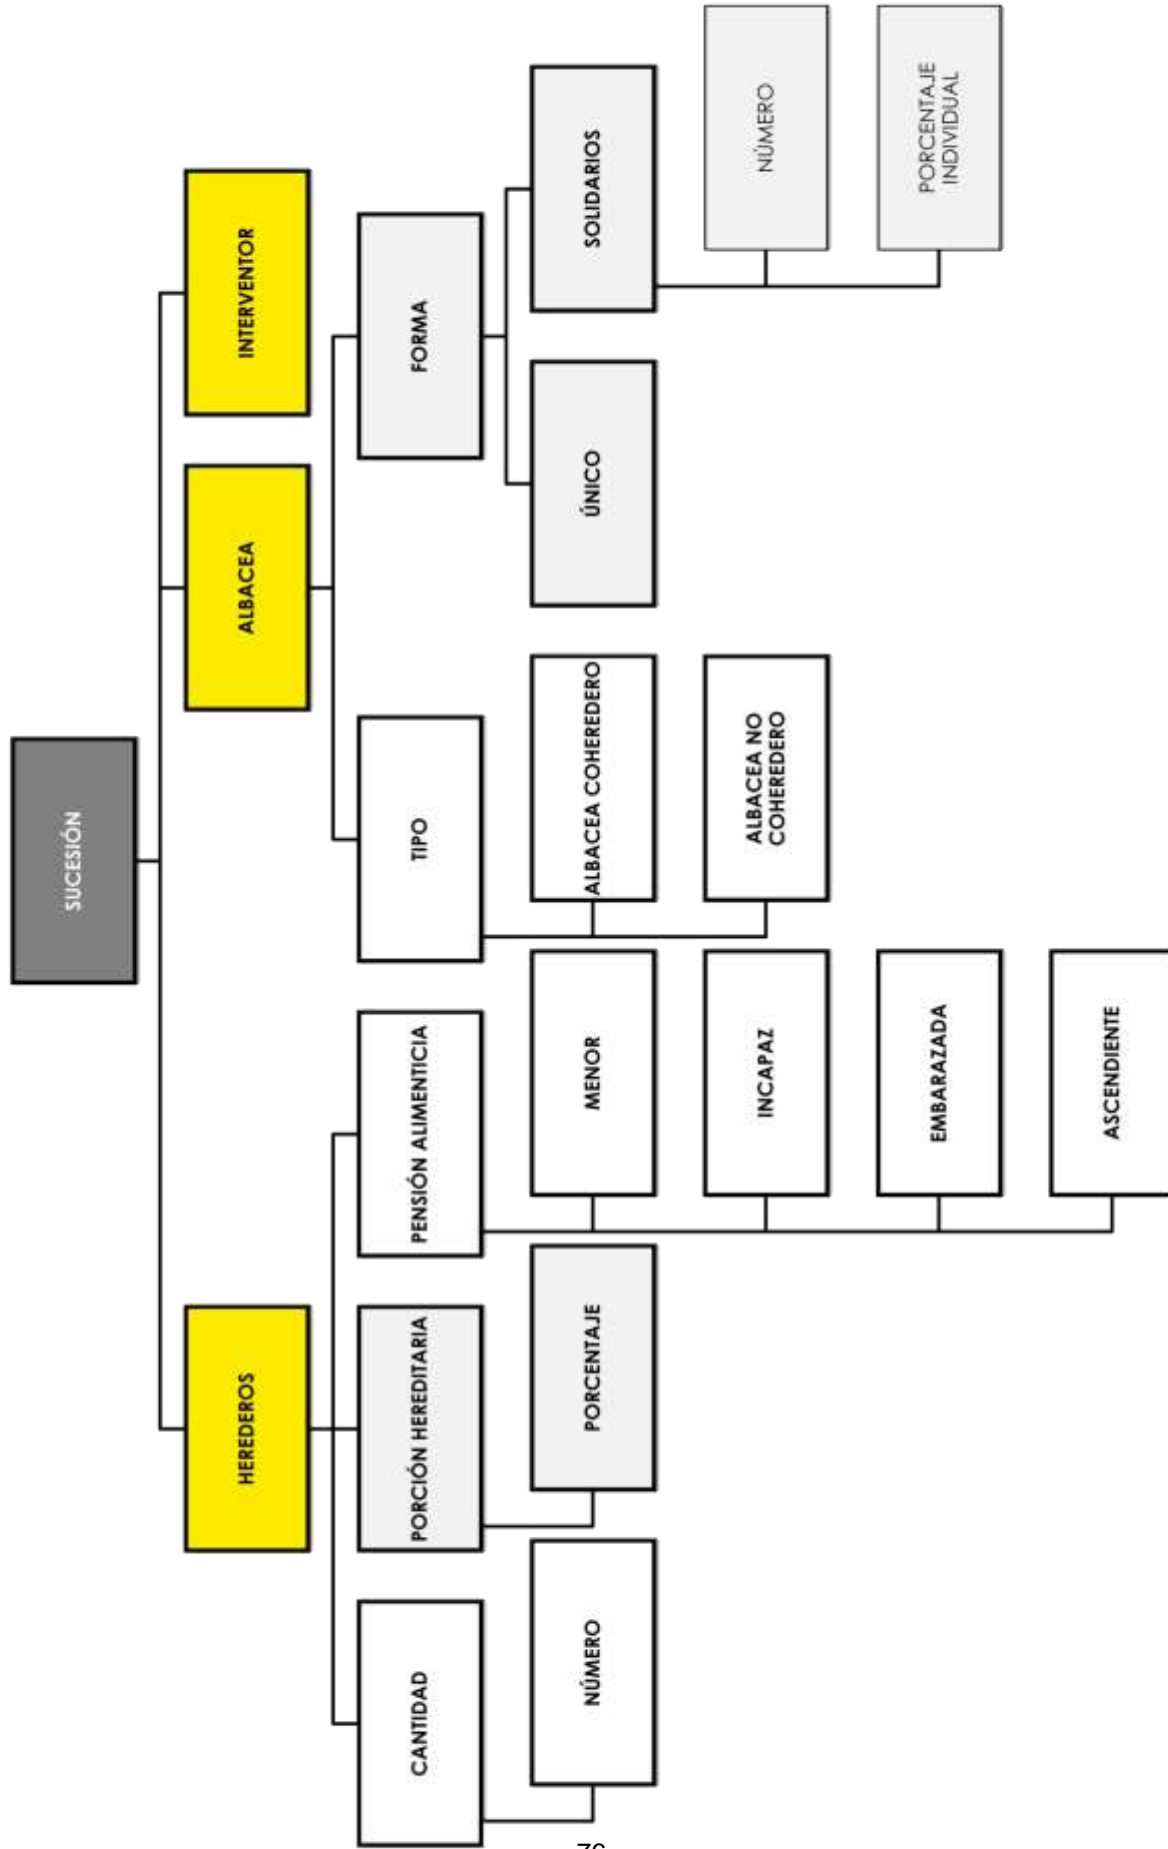 SUCESIÓN
HEREDEROS
ALBACEA
INTERVENTOR
CANTIDAD
PORCIÓN HEREDITARIA
PENSIÓN ALIMENTICIA
TIPO
FORMA
NÚMERO
PORCENTAJE
MENOR
ALBACEA COHEREDERO
ÚNICO
SOLIDARIOS
INCAPAZ
ALBACEA NO
COHEREDERO
NÚMERO
EMBARAZADA
PORCENTAJE
INDIVIDUAL
ASCENDIENTE